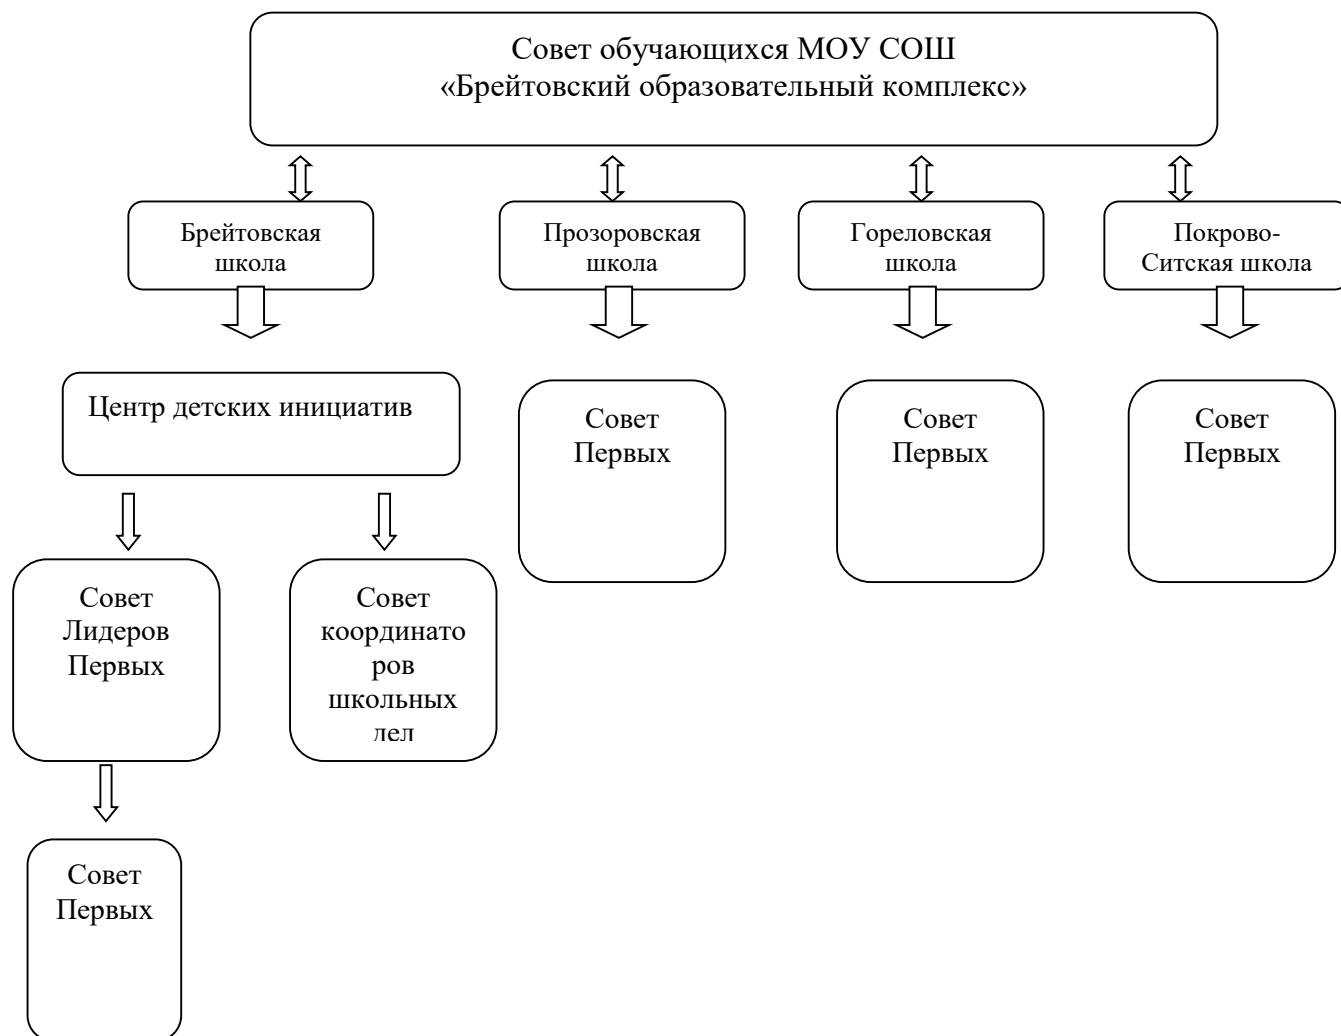 Совет обучающихся МОУ СОШ
«Брейтовский образовательный комплекс»
Брейтовская
школа
Прозоровская
школа
Гореловская
школа
Покрово-
Ситская школа
Центр детских инициатив
Совет
Первых
Совет
Первых
Совет
Первых
Совет
Лидеров
Первых
Совет
координато
ров
школьных
дел
Совет
Первых